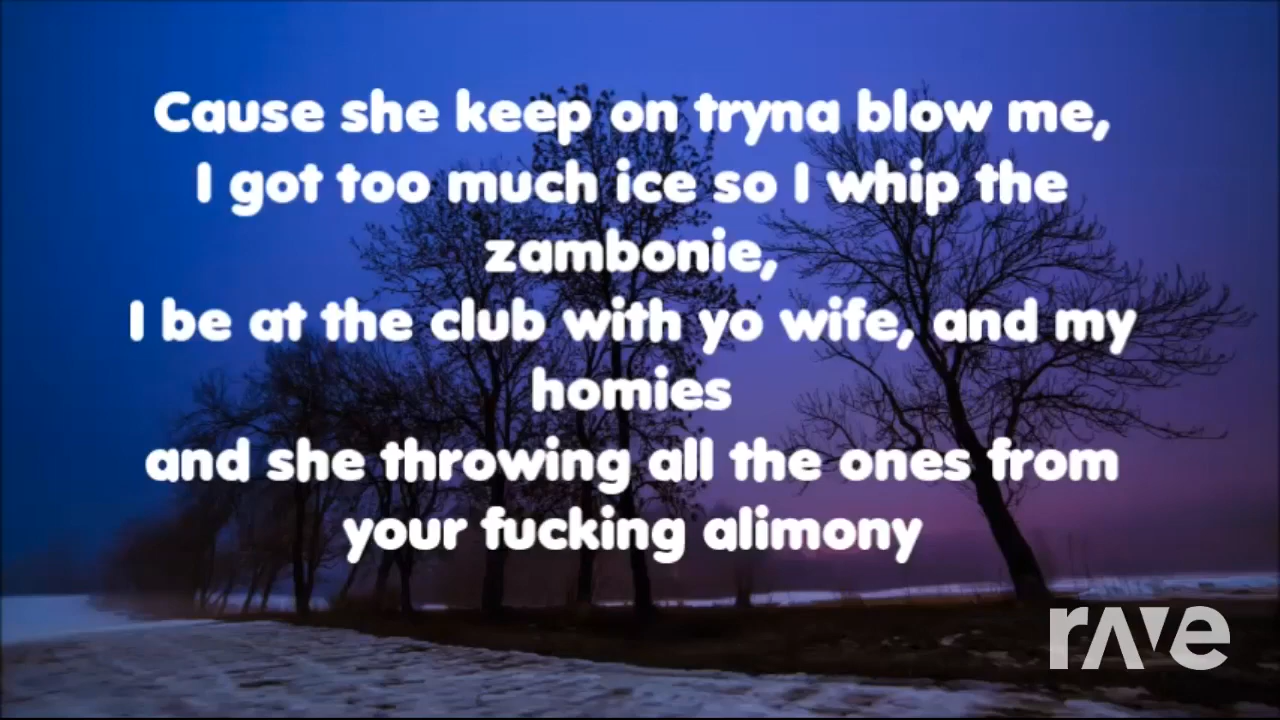 Cause she keep on tryna blow me,
I got too much ice so I whip the
zambonie,
I be at the club with yo wife, and my
homies
and she throwing all the ones from
your fucking alimony
rave